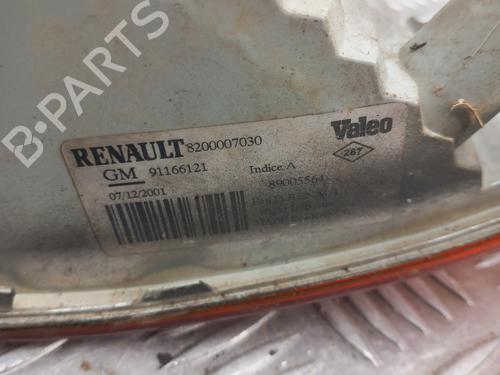 B-PARTS
RENAULT 8200007030
Valeo
GM 91166121
Indice A
287
07/12/2001
89005564